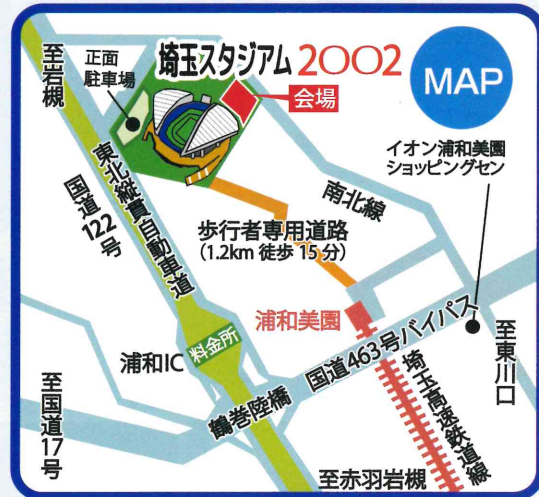 至岩槻
正面
駐車場
埼玉スタジアム2002
会場
MAP
イオン浦和美園
ショッピングセン
国道122号
東北縦貫自動車道
南北線
歩行者専用道路
(1.2km 徒歩 15 分)
浦和美園
国道463号バイパス
料金所
浦和IC
至東川口
鶴巻陸橋
至国道17号
埼玉高速鉄道線
至赤羽岩槻